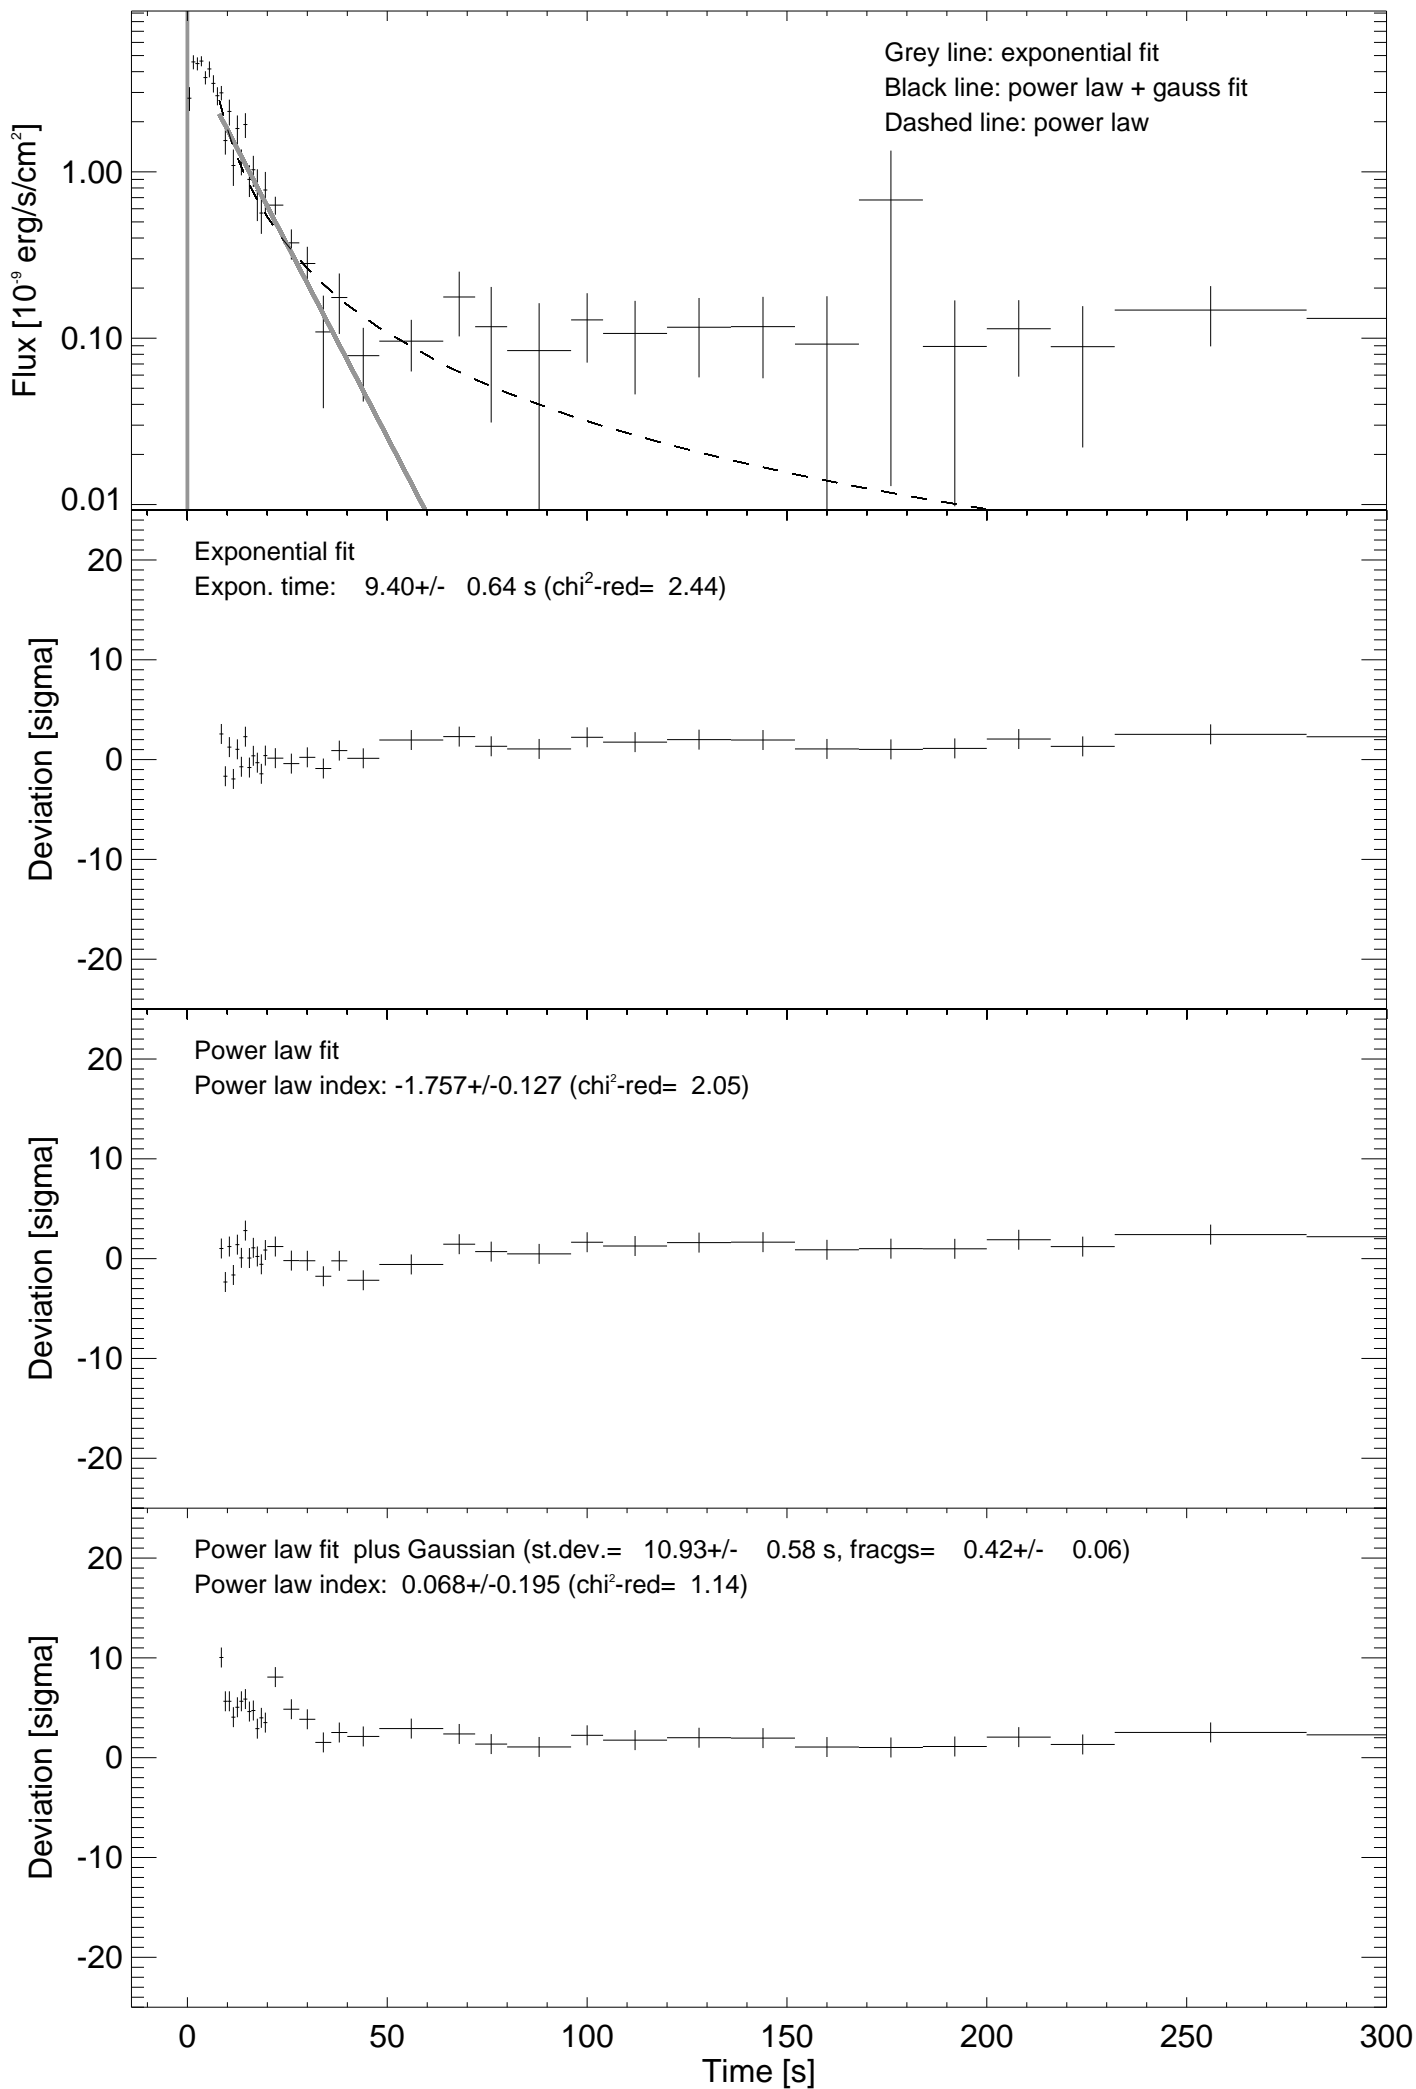 Grey line: exponential fit
Black line: power law + gauss fit
Dashed line: power law
Flux [10⁻⁹ erg/s/cm²]
1.00
0.10
0.01
Exponential fit
Expon. time: 9.40+/- 0.64 s (chi²-red= 2.44)
Deviation [sigma]
20
10
0
-10
-20
Power law fit
Power law index: -1.757+/-0.127 (chi²-red= 2.05)
Deviation [sigma]
20
10
0
-10
-20
Power law fit plus Gaussian (st.dev.= 10.93+/- 0.58 s, fracgs= 0.42+/- 0.06)
Power law index: 0.068+/-0.195 (chi²-red= 1.14)
Deviation [sigma]
20
10
0
-10
-20
0 50 100 150 200 250 300
Time [s]